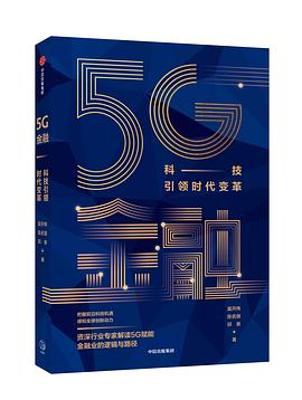 5G
金融
科技引领
时代变革
著
5G
科 技
引领时代变革
金融
著
资深行业专家解读5G赋能
金融业的逻辑与路径
中信出版集团